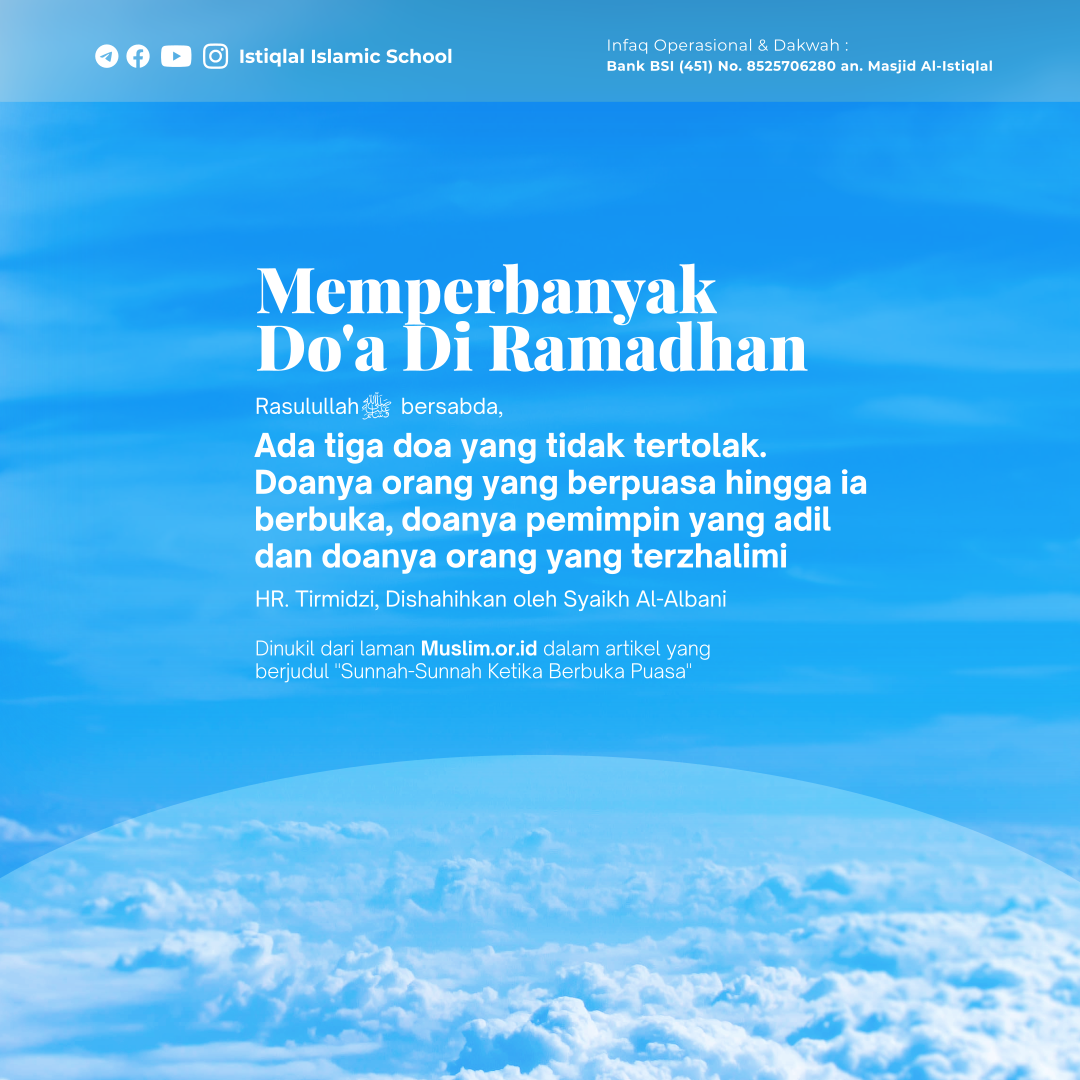 Istiqlal Islamic School
Infaq Operasional & Dakwah :
Bank BSI (451) No. 8525706280 an. Masjid Al-Istiqlal
Memperbanyak
Do'a Di Ramadhan
Rasulullah ﷺ bersabda,
Ada tiga doa yang tidak tertolak.
Doanya orang yang berpuasa hingga ia
berbuka, doanya pemimpin yang adil
dan doanya orang yang terzhalimi
HR. Tirmidzi, Dishahihkan oleh Syaikh Al-Albani
Dinukil dari laman Muslim.or.id dalam artikel yang
berjudul "Sunnah-Sunnah Ketika Berbuka Puasa"